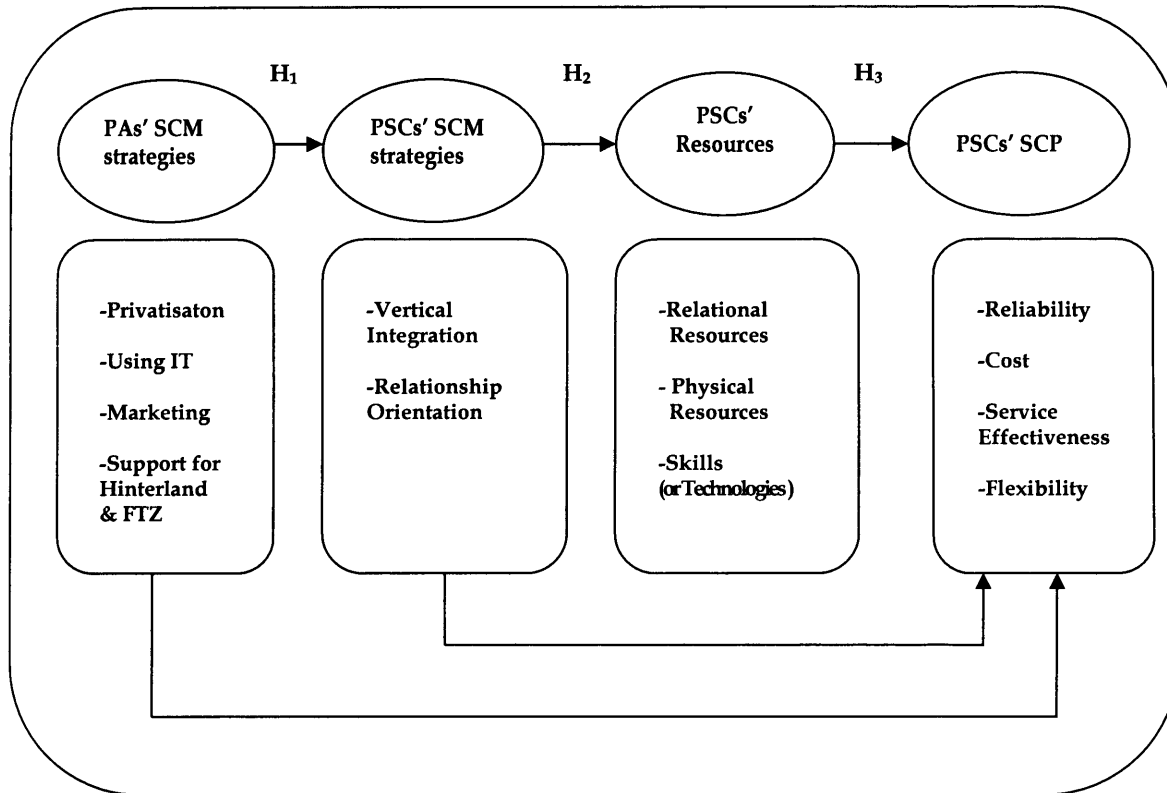 H₁
H₂
H₃
PAs' SCM
strategies
PSCs' SCM
strategies
PSCs'
Resources
PSCs' SCP
-Privatisaton
-Using IT
-Marketing
-Support for
Hinterland
& FTZ
-Vertical
Integration
-Relationship
Orientation
-Relational
Resources
- Physical
Resources
-Skills
(or Technologies)
-Reliability
-Cost
-Service
Effectiveness
-Flexibility